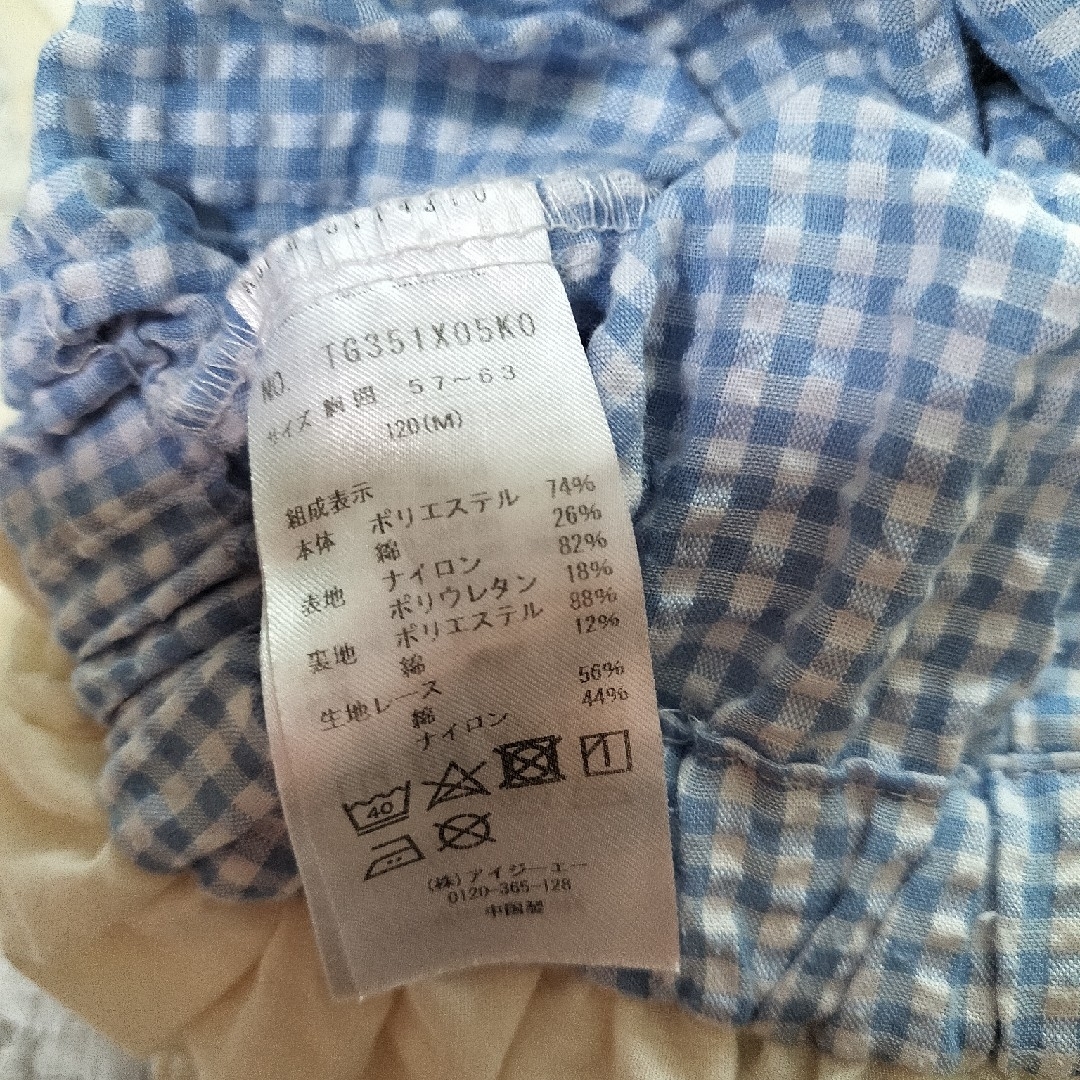 NO. TG351X05K0
サイズ 胸囲 57～63
120(M)
組成表示
本体 ポリエステル 74%
綿 26%
表地 ナイロン 82%
ポリウレタン 18%
裏地 ポリエステル 88%
綿 12%
生地レース
綿 56%
ナイロン 44%
40
(株)アイジーエー
0120-365-128
中国製